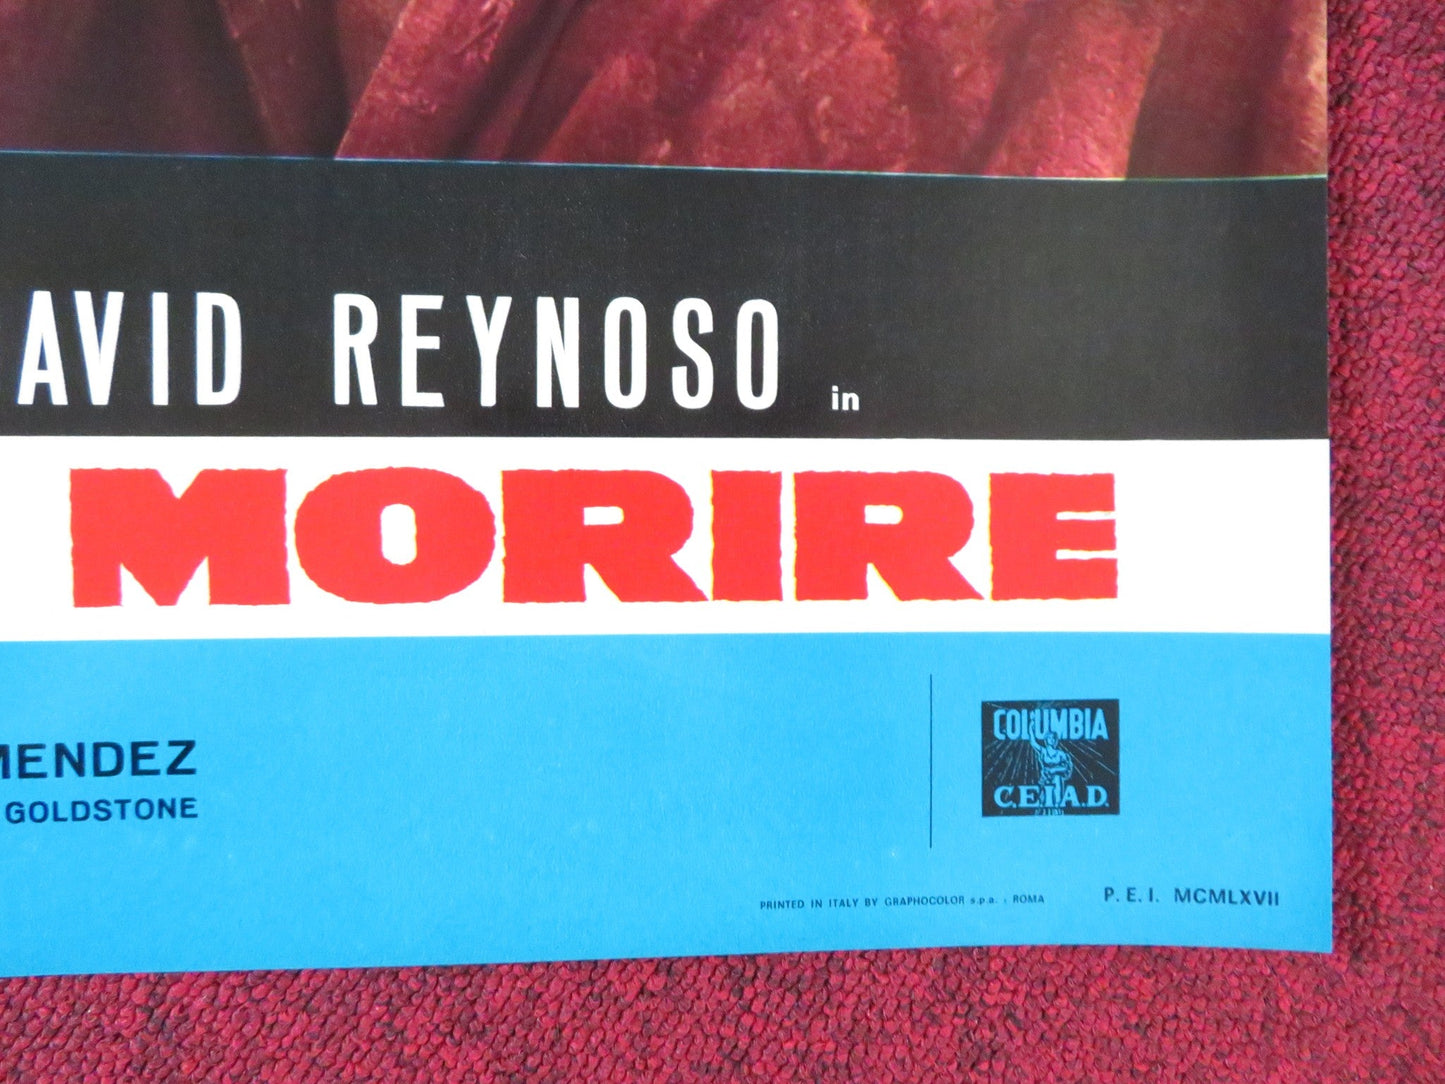 AVID REYNOSO in
MORIRE
MENDEZ
GOLDSTONE
COLUMBIA
C.E.I.A.D.
PRINTED IN ITALY BY GRAPHOCOLOR s.p.a. . ROMA
P. E. I. MCMLXVII